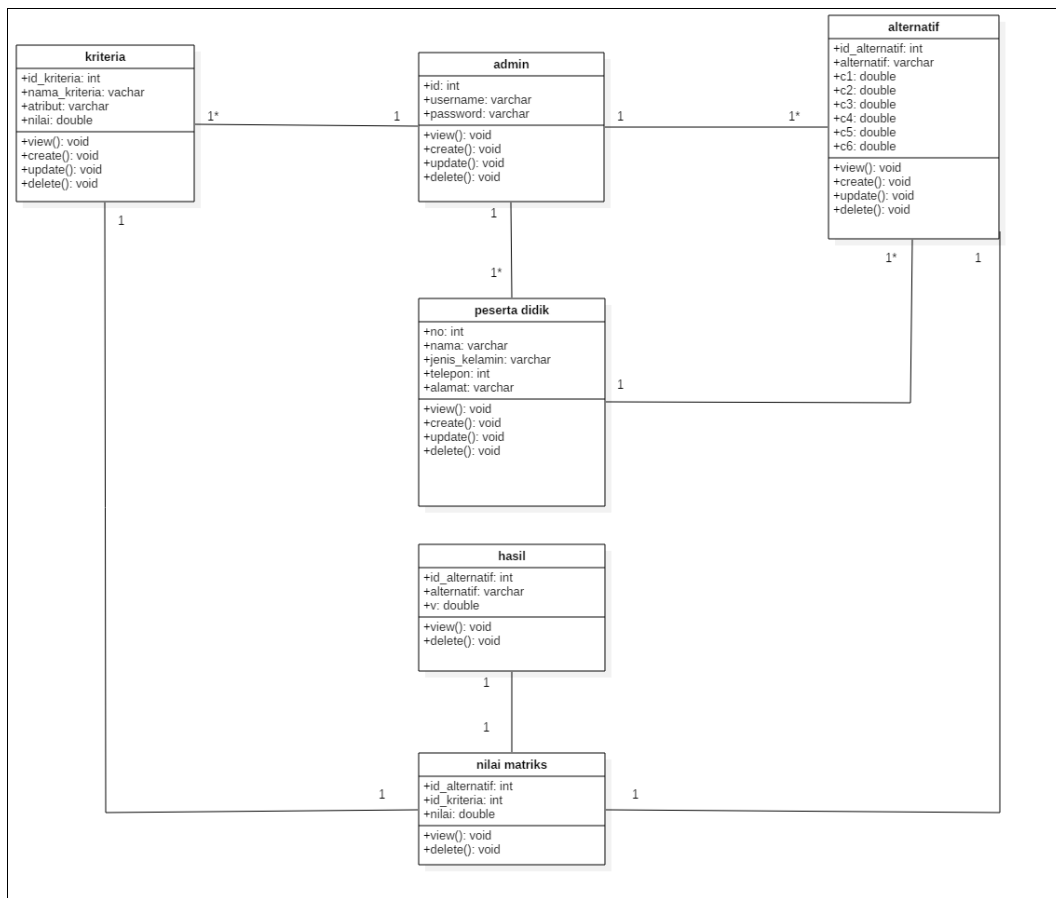 kriteria
+id_kriteria: int
+nama_kriteria: vachar
+atribut: varchar
+nilai: double
+view(): void
+create(): void
+update(): void
+delete(): void
1*
1
admin
+id: int
+username: varchar
+password: varchar
+view(): void
+create(): void
+update(): void
+delete(): void
1
1*
alternatif
+id_alternatif: int
+alternatif: varchar
+c1: double
+c2: double
+c3: double
+c4: double
+c5: double
+c6: double
+view(): void
+create(): void
+update(): void
+delete(): void
1
1
1*
1*
1
peserta didik
+no: int
+nama: varchar
+jenis_kelamin: varchar
+telepon: int
+alamat: varchar
+view(): void
+create(): void
+update(): void
+delete(): void
1
hasil
+id_alternatif: int
+alternatif: varchar
+v: double
+view(): void
+delete(): void
1
1
1
nilai matriks
+id_alternatif: int
+id_kriteria: int
+nilai: double
+view(): void
+delete(): void
1